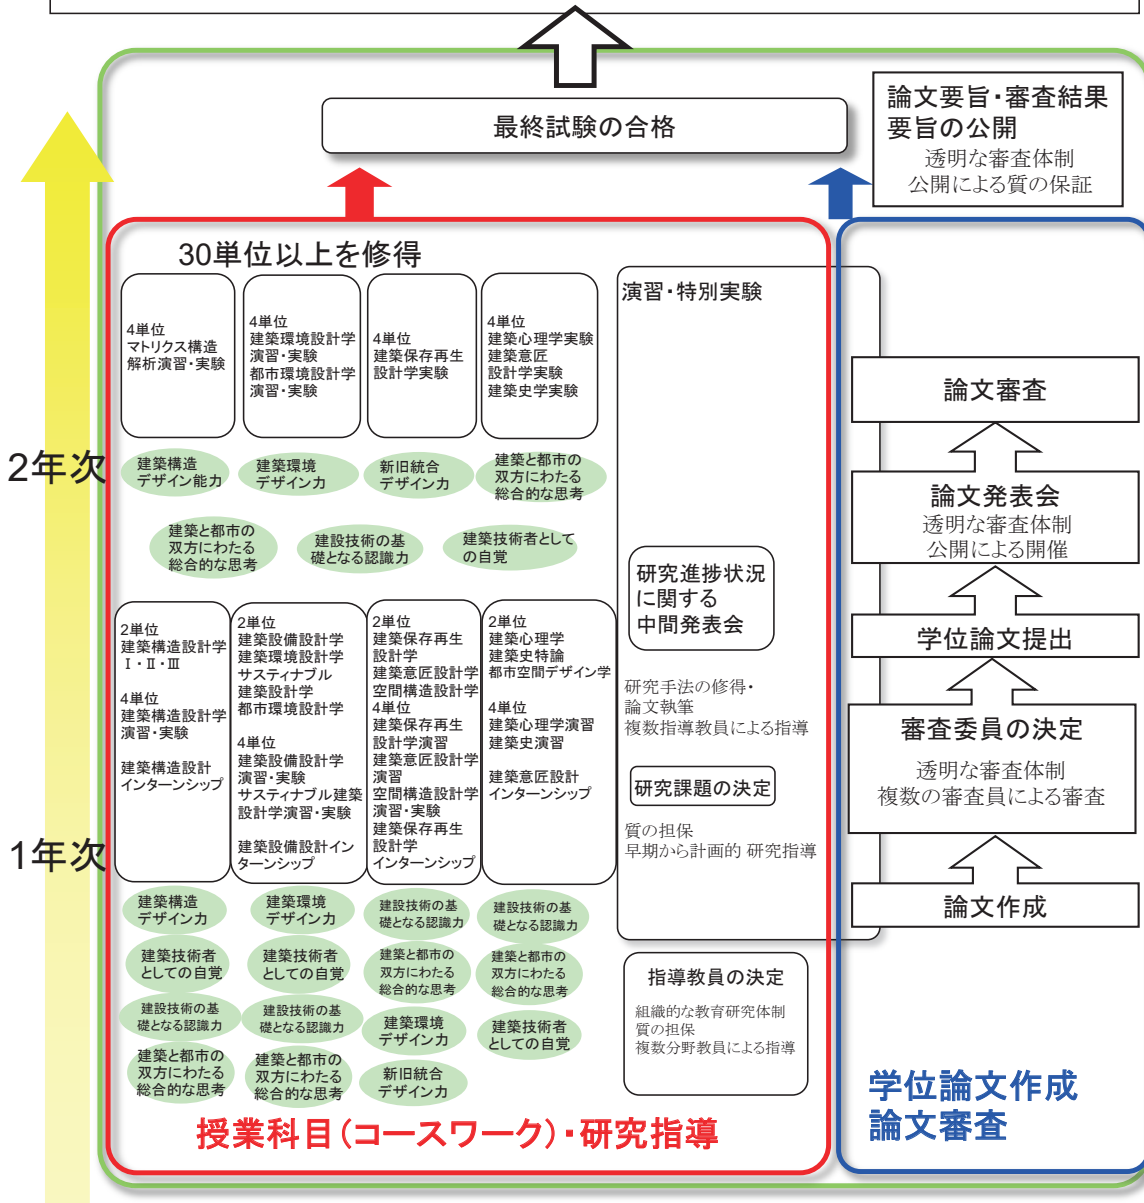 最終試験の合格
論文要旨・審査結果
要旨の公開
透明な審査体制
公開による質の保証
30単位以上を修得
4単位
マトリクス構造
解析演習・実験
4単位
建築環境設計学
演習・実験
都市環境設計学
演習・実験
4単位
建築保存再生
設計学実験
4単位
建築心理学実験
建築意匠
設計学実験
建築史学実験
演習・特別実験
2年次
建築構造
デザイン能力
建築環境
デザイン力
新旧統合
デザイン力
建築と都市の
双方にわたる
総合的な思考
建築と都市の
双方にわたる
総合的な思考
建設技術の基
礎となる認識力
建築技術者として
の自覚
研究進捗状況
に関する
中間発表会
研究手法の修得・
論文執筆
複数指導教員による指導
研究課題の決定
質の担保
早期から計画的 研究指導
2単位
建築構造設計学
Ⅰ・Ⅱ・Ⅲ
4単位
建築構造設計学
演習・実験
建築構造設計
インターンシップ
2単位
建築設備設計学
建築環境設計学
サスティナブル
建築設計学
都市環境設計学
4単位
建築設備設計学
演習・実験
サスティナブル建築
設計学演習・実験
建築設備設計イン
ターンシップ
2単位
建築保存再生
設計学
建築意匠設計学
空間構造設計学
4単位
建築保存再生
設計学演習
建築意匠設計学
演習
空間構造設計学
演習・実験
建築保存再生
設計学
インターンシップ
2単位
建築心理学
建築史特論
都市空間デザイン学
4単位
建築心理学演習
建築史演習
建築意匠設計
インターンシップ
1年次
建築構造
デザイン力
建築環境
デザイン力
建設技術の基
礎となる認識力
建設技術の基
礎となる認識力
建築技術者
としての自覚
建築技術者
としての自覚
建築と都市の
双方にわたる
総合的な思考
建築と都市の
双方にわたる
総合的な思考
建設技術の基
礎となる認識力
建設技術の基
礎となる認識力
建築環境
デザイン力
建築技術者
としての自覚
建築と都市の
双方にわたる
総合的な思考
建築と都市の
双方にわたる
総合的な思考
新旧統合
デザイン力
指導教員の決定
組織的な教育研究体制
質の担保
複数分野教員による指導
授業科目(コースワーク)・研究指導
論文審査
論文発表会
透明な審査体制
公開による開催
学位論文提出
審査委員の決定
透明な審査体制
複数の審査員による審査
論文作成
学位論文作成
論文審査